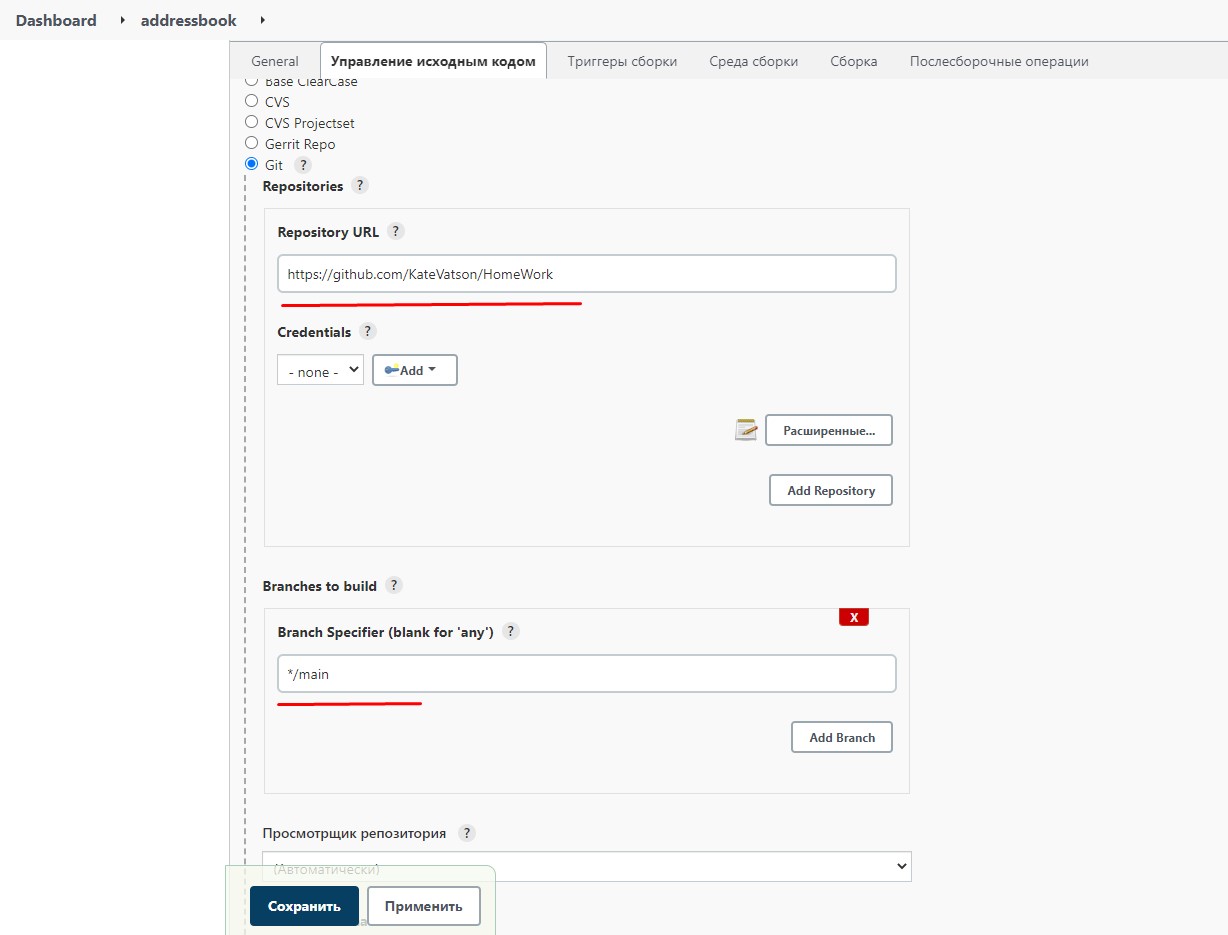 Dashboard addressbook
General Управление исходным кодом Триггеры сборки Среда сборки Сборка Послесборочные операции
Base ClearCase
CVS
CVS Projectset
Gerrit Repo
Git ?
Repositories ?
Repository URL ?
https://github.com/KateVatson/HomeWork
Credentials ?
- none - Add
Расширенные...
Add Repository
Branches to build ?
X
Branch Specifier (blank for 'any') ?
*/main
Add Branch
Просмотрщик репозитория ?
(Автоматически)
Сохранить Применить